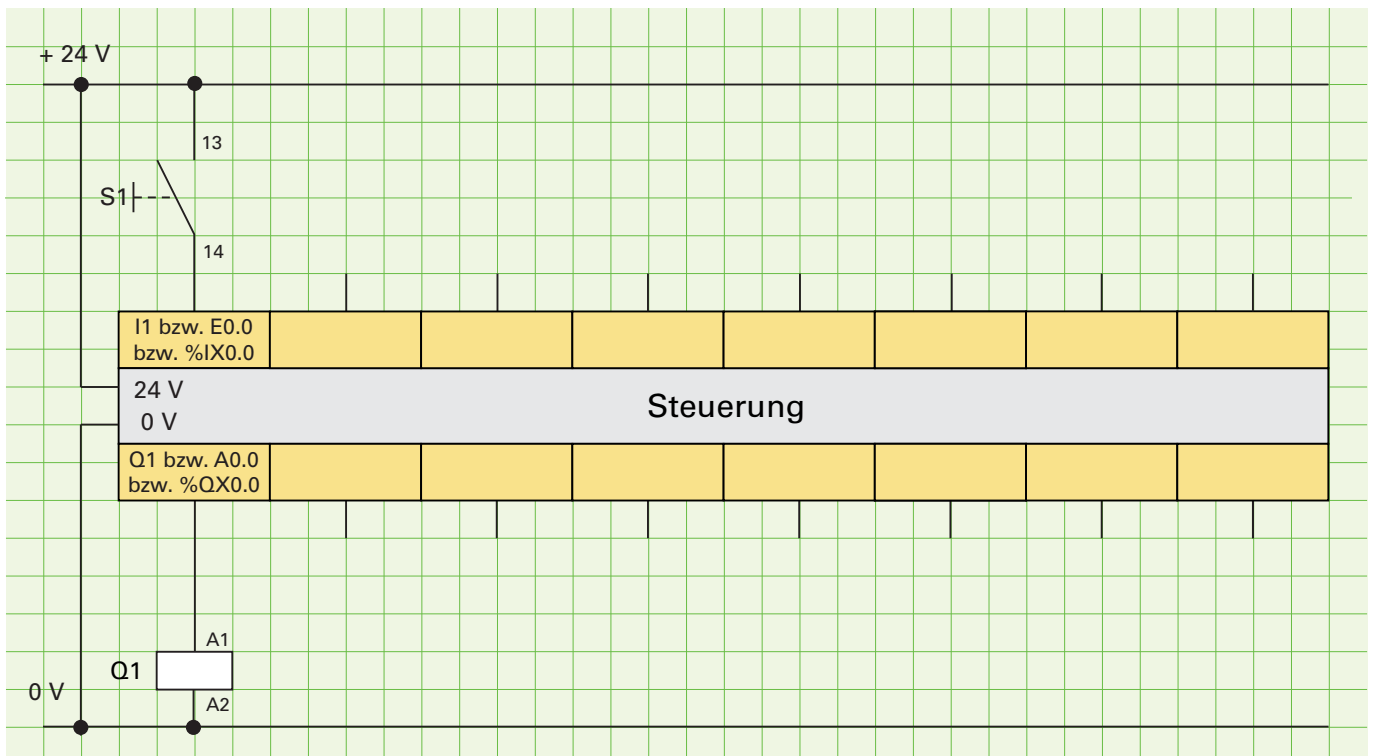 + 24 V
13
S1
14
I1 bzw. E0.0
bzw. %IX0.0
24 V
Steuerung
0 V
Q1 bzw. A0.0
bzw. %QX0.0
A1
Q1
0 V
A2